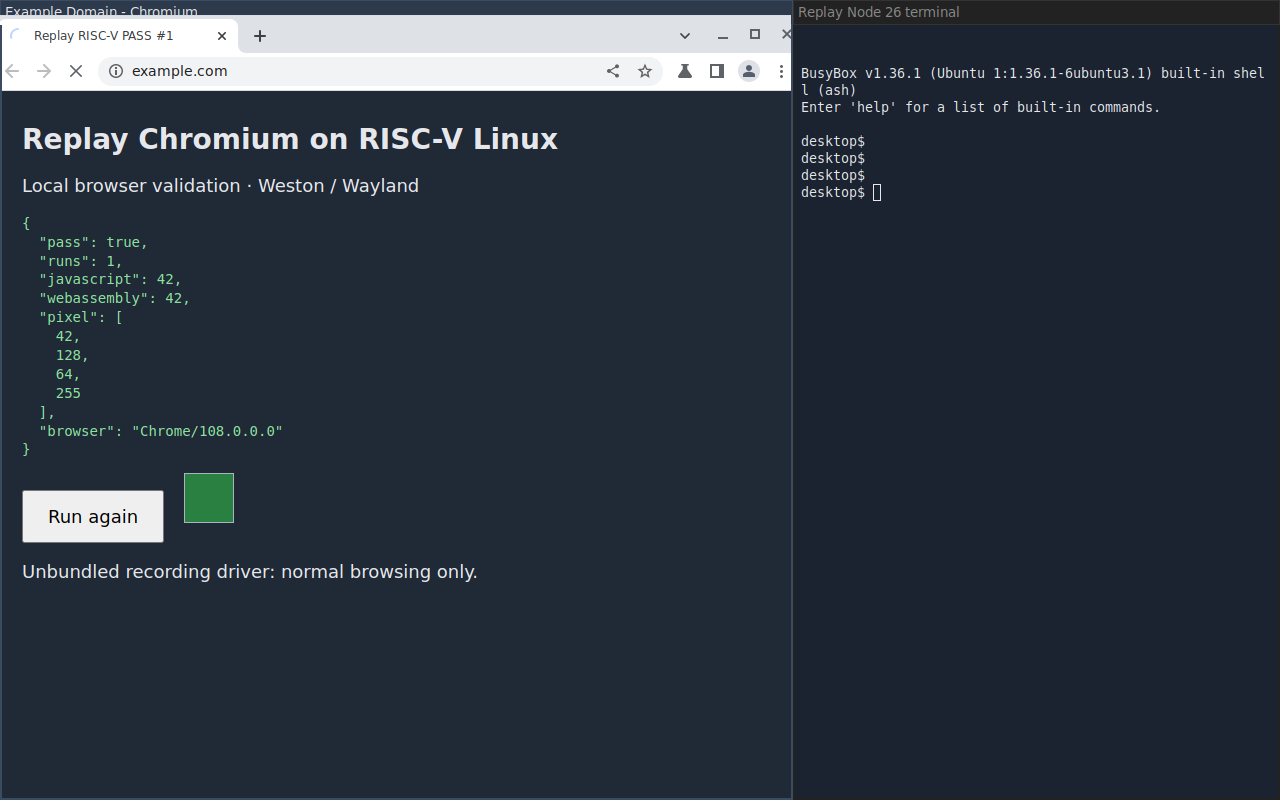 Example Domain - Chromium
Replay RISC-V PASS #1
example.com
Replay Chromium on RISC-V Linux
Local browser validation · Weston / Wayland
{
  "pass": true,
  "runs": 1,
  "javascript": 42,
  "webassembly": 42,
  "pixel": [
    42,
    128,
    64,
    255
  ],
  "browser": "Chrome/108.0.0.0"
}
Run again
Unbundled recording driver: normal browsing only.
Replay Node 26 terminal
BusyBox v1.36.1 (Ubuntu 1:1.36.1-6ubuntu3.1) built-in shel
l (ash)
Enter 'help' for a list of built-in commands.
desktop$
desktop$
desktop$
desktop$